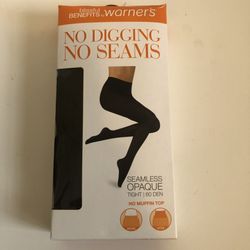 blissful
BENEFITS by warner's
NO DIGGING
NO SEAMS
SEAMLESS
OPAQUE
TIGHT | 60 DEN
NO MUFFIN TOP